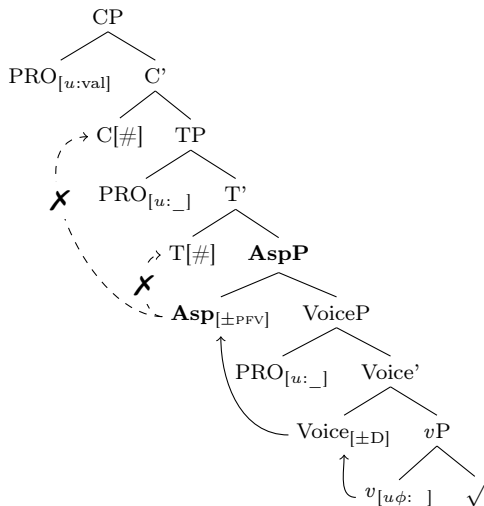 CP
PRO[u:val] C'
C[#] TP
✗ PRO[u:_] T'
T[#] AspP
✗
Asp[±PFV] VoiceP
PRO[u:_] Voice'
Voice[±D] vP
v[uϕ:_] √